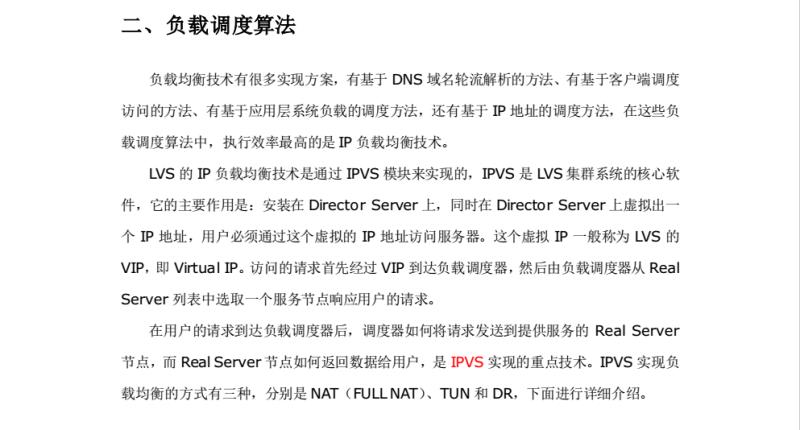 二、负载调度算法
负载均衡技术有很多实现方案，有基于 DNS 域名轮流解析的方法、有基于客户端调度
访问的方法、有基于应用层系统负载的调度方法，还有基于 IP 地址的调度方法，在这些负
载调度算法中，执行效率最高的是 IP 负载均衡技术。
LVS 的 IP 负载均衡技术是通过 IPVS 模块来实现的，IPVS 是 LVS 集群系统的核心软
件，它的主要作用是：安装在 Director Server 上，同时在 Director Server 上虚拟出一
个 IP 地址，用户必须通过这个虚拟的 IP 地址访问服务器。这个虚拟 IP 一般称为 LVS 的
VIP，即 Virtual IP。访问的请求首先经过 VIP 到达负载调度器，然后由负载调度器从 Real
Server 列表中选取一个服务节点响应用户的请求。
在用户的请求到达负载调度器后，调度器如何将请求发送到提供服务的 Real Server
节点，而 Real Server 节点如何返回数据给用户，是 IPVS 实现的重点技术。IPVS 实现负
载均衡的方式有三种，分别是 NAT（FULL NAT）、TUN 和 DR，下面进行详细介绍。